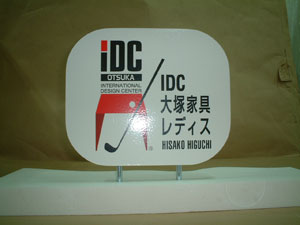 iDC
OTSUKA
INTERNATIONAL
DESIGN CENTER
IDC
大塚家具
レディス
HISAKO HIGUCHI